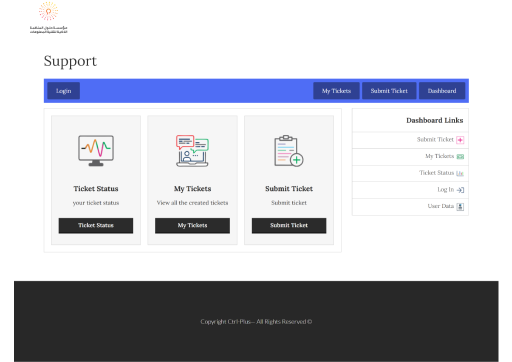 Support
Login
My Tickets
Submit Ticket
Dashboard
Ticket Status
your ticket status
Ticket Status
My Tickets
View all the created tickets
My Tickets
Submit Ticket
Submit ticket
Submit Ticket
Dashboard Links
Submit Ticket
My Tickets
Ticket Status
Log In
User Data
Copyright Ctrl-Plus-- All Rights Reserved ©